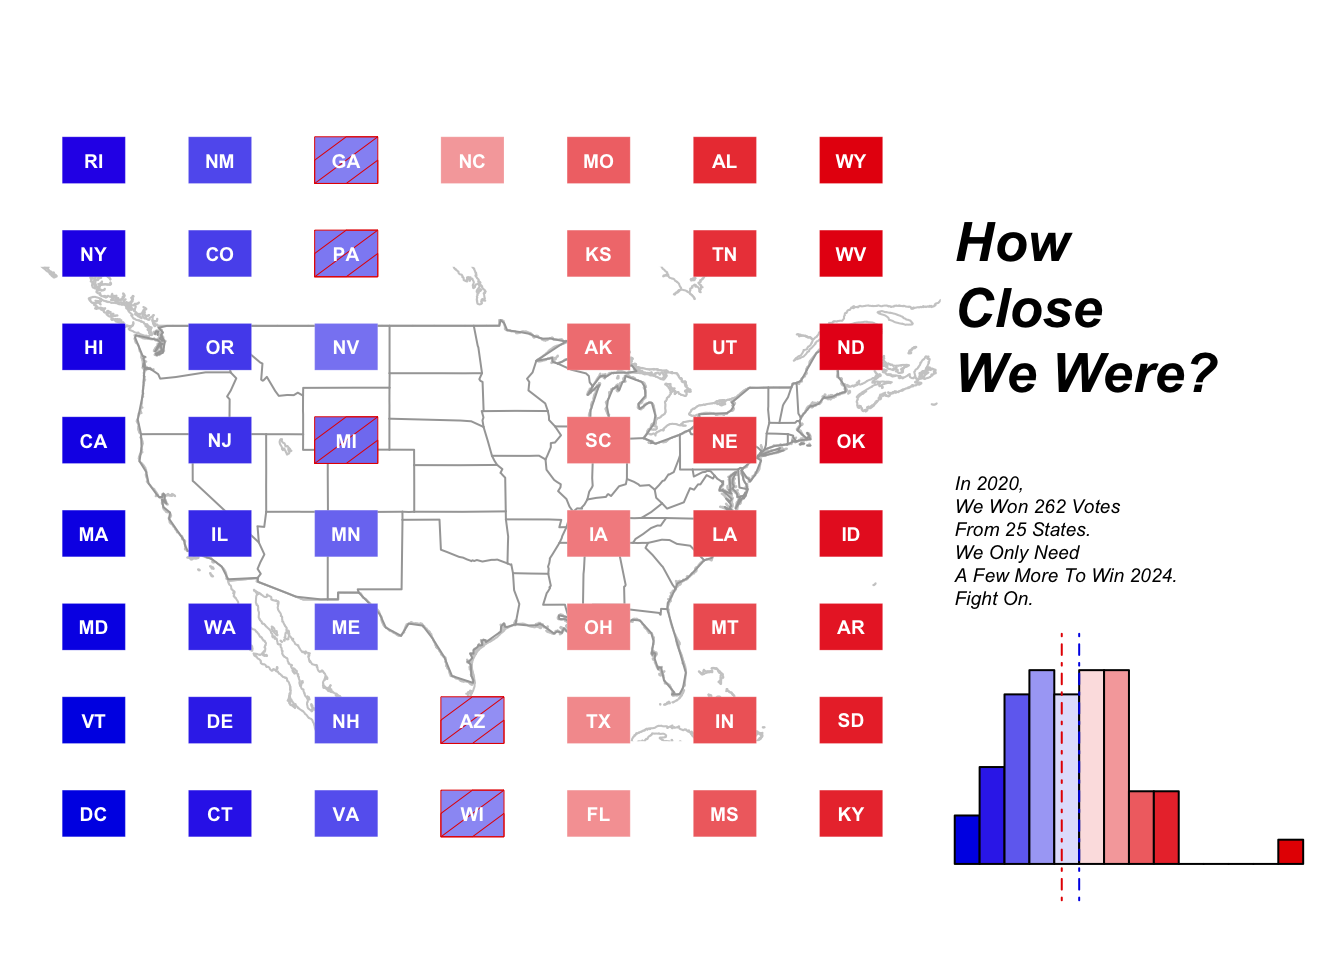 RI NM GA NC MO AL WY
NY CO PA KS TN WV
HI OR NV AK UT ND
CA NJ MI SC NE OK
MA IL MN IA LA ID
MD WA ME OH MT AR
VT DE NH AZ TX IN SD
DC CT VA WI FL MS KY
How
Close
We Were?
In 2020,
We Won 262 Votes
From 25 States.
We Only Need
A Few More To Win 2024.
Fight On.